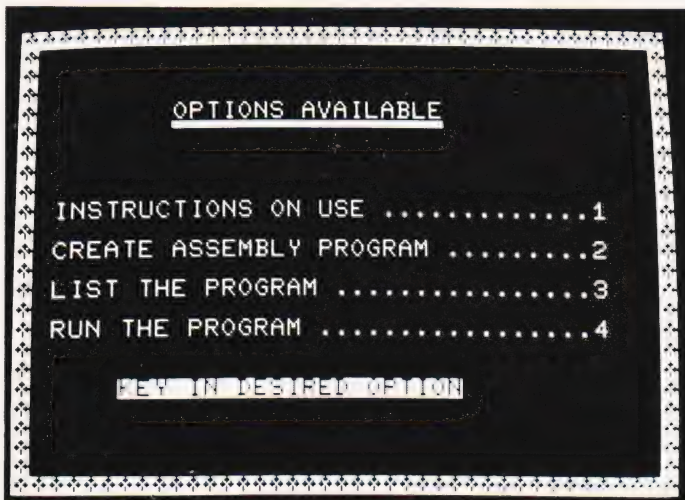 OPTIONS AVAILABLE
INSTRUCTIONS ON USE .............1
CREATE ASSEMBLY PROGRAM .........2
LIST THE PROGRAM ................3
RUN THE PROGRAM .................4
KEY IN DESIRED OPTION